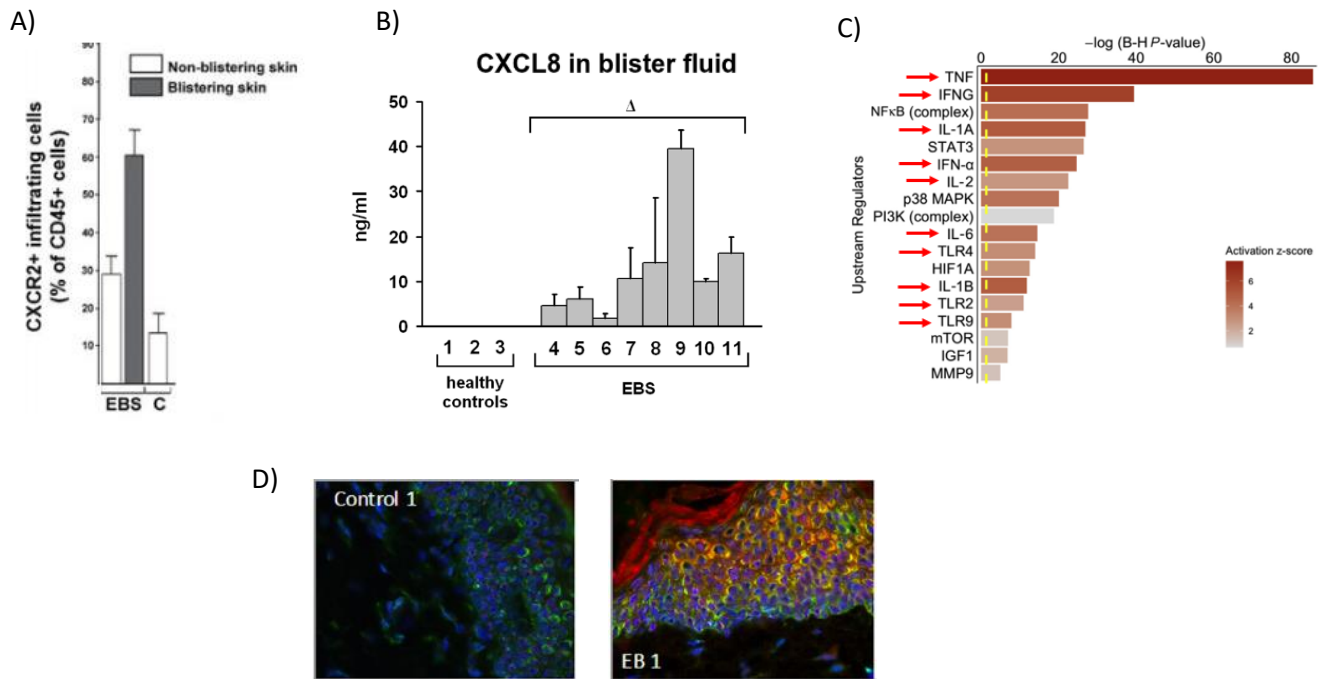 A)
90
80
70
60
50
40
30
20
10
CXCR2+ infiltrating cells
(% of CD45+ cells)
Non-blistering skin
Blistering skin
EBS C
B)
CXCL8 in blister fluid
Δ
50
40
30
20
10
0
ng/ml
1 2 3 4 5 6 7 8 9 10 11
healthy
controls
EBS
C)
–log (B-H P-value)
0 20 40 60 80
Upstream Regulators
TNF
IFNG
NFκB (complex)
IL-1A
STAT3
IFN-α
IL-2
p38 MAPK
PI3K (complex)
IL-6
TLR4
HIF1A
IL-1B
TLR2
TLR9
mTOR
IGF1
MMP9
Activation z-score
6
4
2
D)
Control 1
EB 1